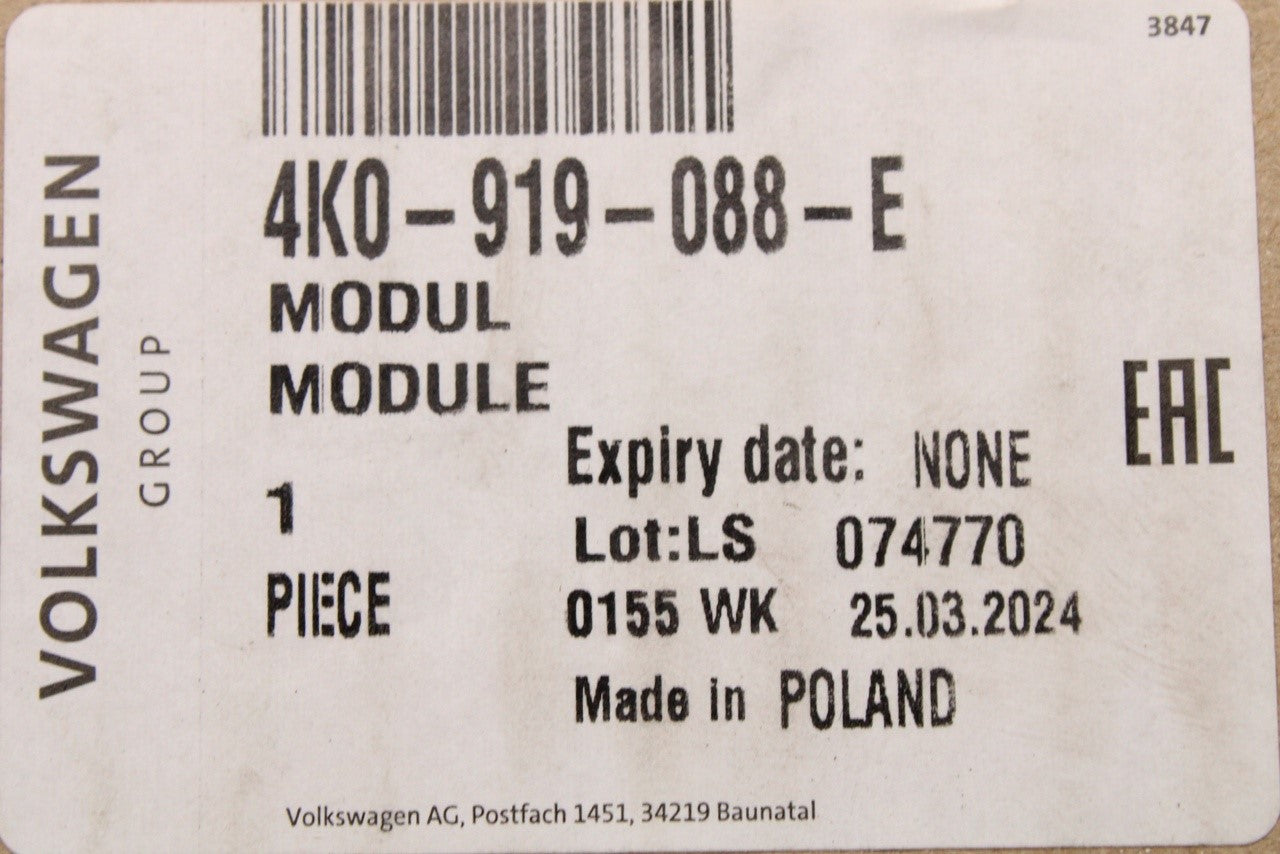 3847
4K0-919-088-E
MODUL
MODULE
Expiry date: NONE
1
Lot:LS 074770
PIECE
0155 WK 25.03.2024
Made in POLAND
EAC
VOLKSWAGEN
GROUP
Volkswagen AG, Postfach 1451, 34219 Baunatal